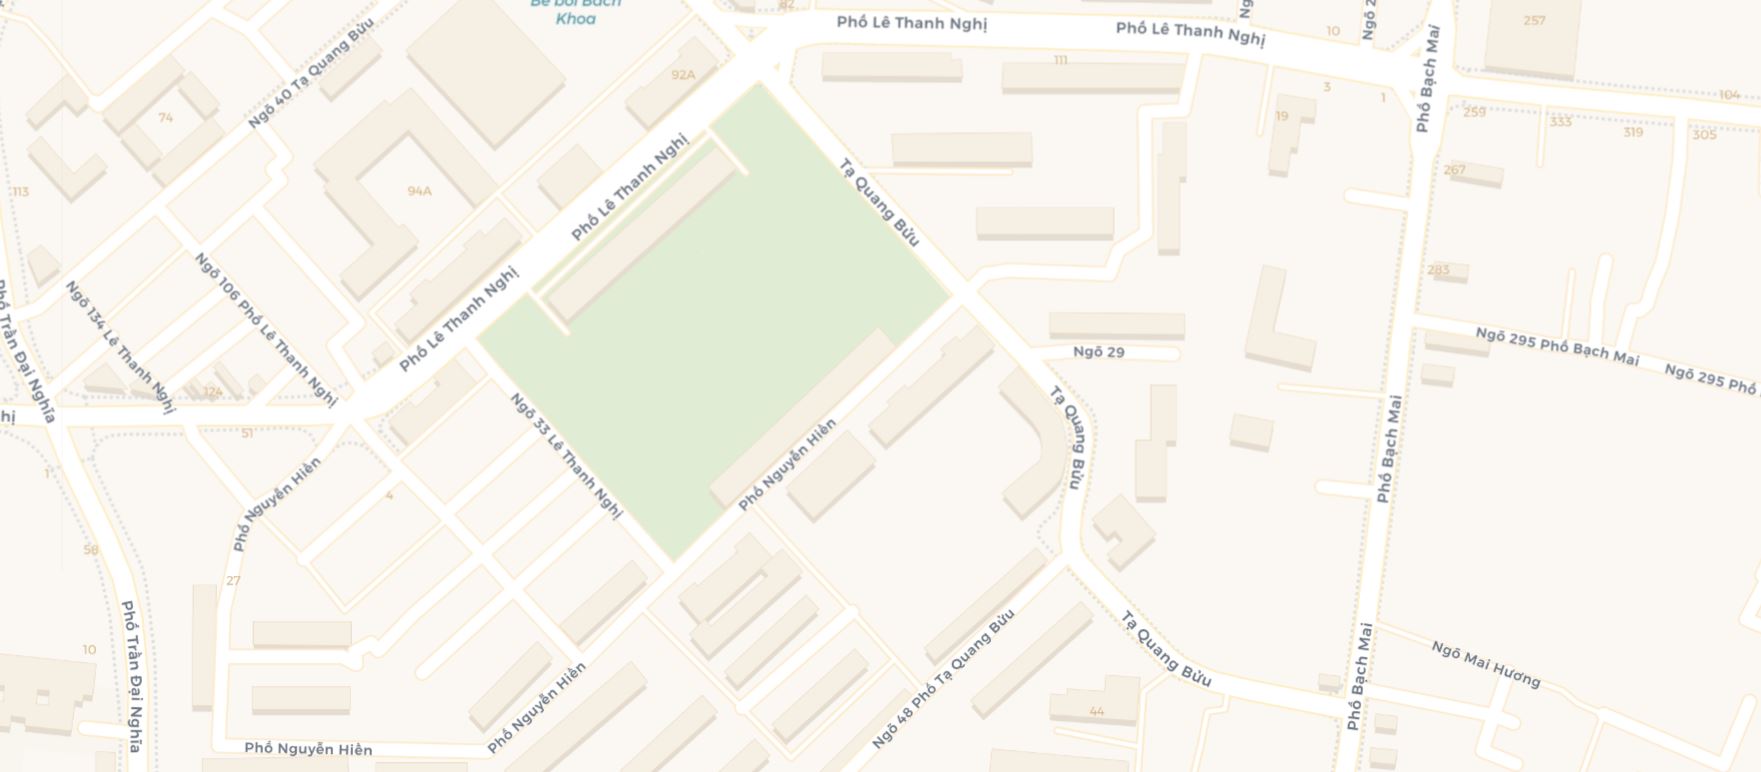 Bể bơi Bách
Khoa
82
Phố Lê Thanh Nghị
Phố Lê Thanh Nghị
10
257
Ngõ 40 Tạ Quang Bửu
92A
111
3
1
Phố Bạch Mai
104
259
333
319
305
74
19
113
94A
Phố Lê Thanh Nghị
Tạ Quang Bửu
267
Ngõ 106 Phố Lê Thanh Nghị
Ngõ 134 Lê Thanh Nghị
Phố Trần Đại Nghĩa
Phố Lê Thanh Nghị
283
Ngõ 29
Ngõ 295 Phố Bạch Mai
Ngõ 295 Phố
124
hị
51
Ngõ 33 Lê Thanh Nghị
Tạ Quang Bửu
Phố Bạch Mai
Phố Nguyễn Hiền
Phố Nguyễn Hiền
1
4
58
27
Phố Trần Đại Nghĩa
10
Tạ Quang Bửu
Ngõ 48 Phố Tạ Quang Bửu
Phố Bạch Mai
Ngõ Mai Hương
Phố Nguyễn Hiền
Phố Nguyễn Hiền
44